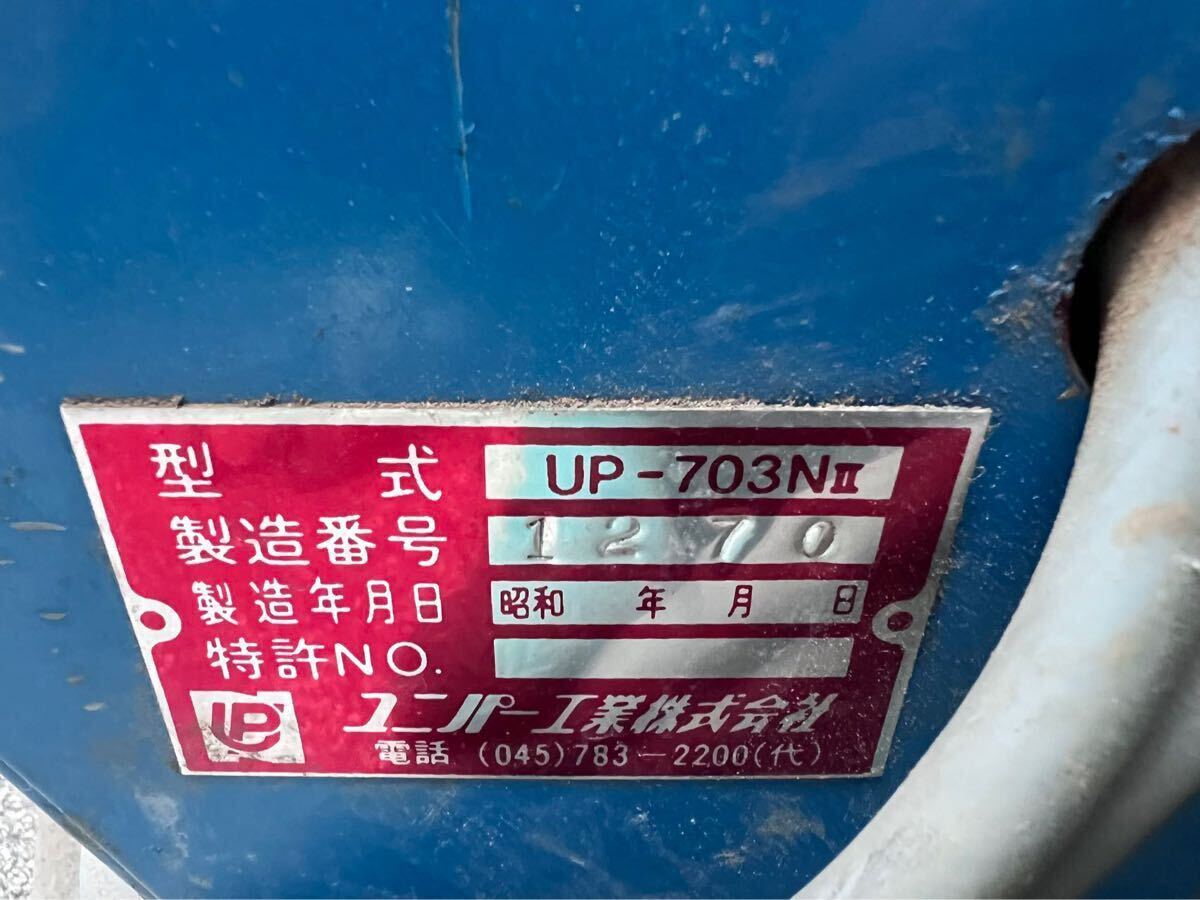 型式 UP-703NⅡ
製造番号 1270
製造年月日 昭和 年 月 日
特許NO.
UP ユニパー工業株式会社
電話 (045)783-2200(代)